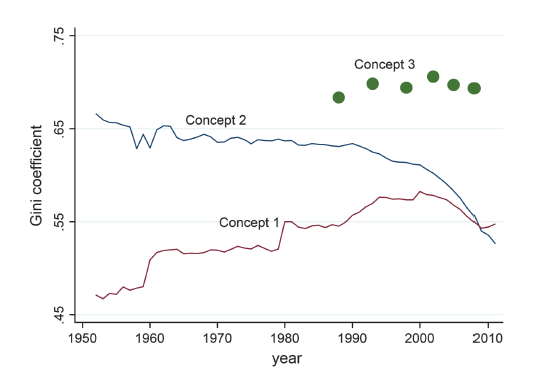 .75
Concept 3
Concept 2
.65
Gini coefficient
Concept 1
.55
.45
1950 1960 1970 1980 1990 2000 2010
year